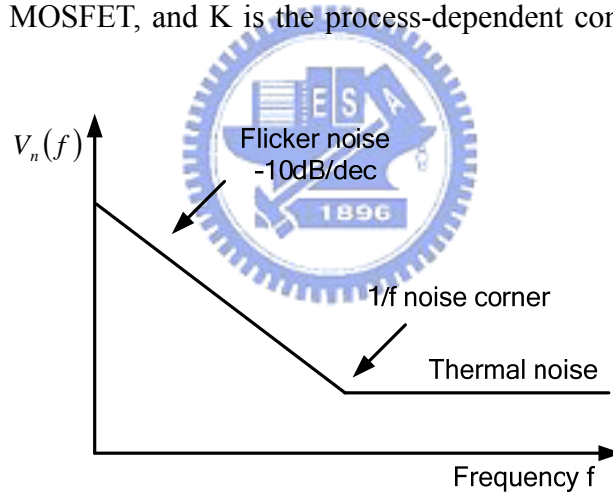 MOSFET, and K is the process-dependent con
E S A
V_n(f)
Flicker noise
-10dB/dec
1896
1/f noise corner
Thermal noise
Frequency f